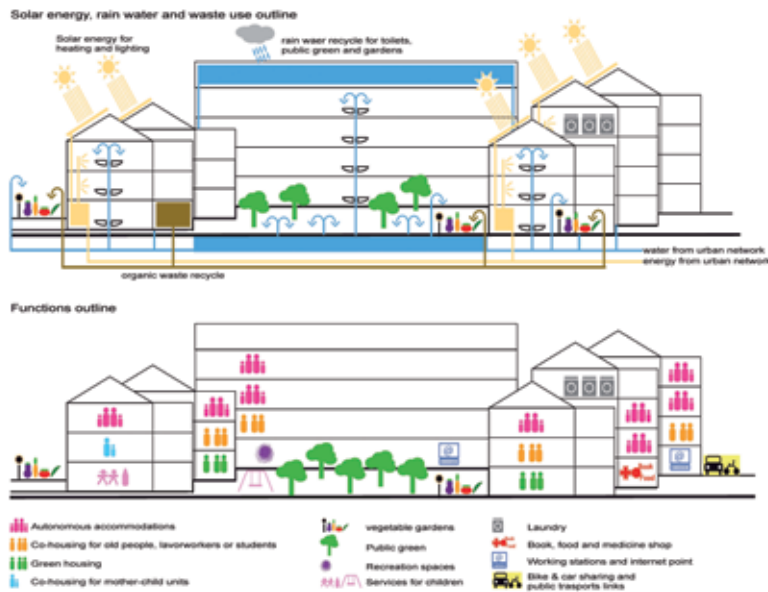 Solar energy, rain water and waste use outline
Solar energy for
heating and lighting
rain waer recycle for toilets,
public green and gardens
water from urban network
energy from urban network
organic waste recycle
Functions outline
Book
Food
Autonomous accommodations
Co-housing for old people, lavorworkers or students
Green housing
Co-housing for mother-child units
vegetable gardens
Public green
Recreation spaces
Services for children
Laundry
Book, food and medicine shop
Working stations and internet point
Bike & car sharing and
public trasports links